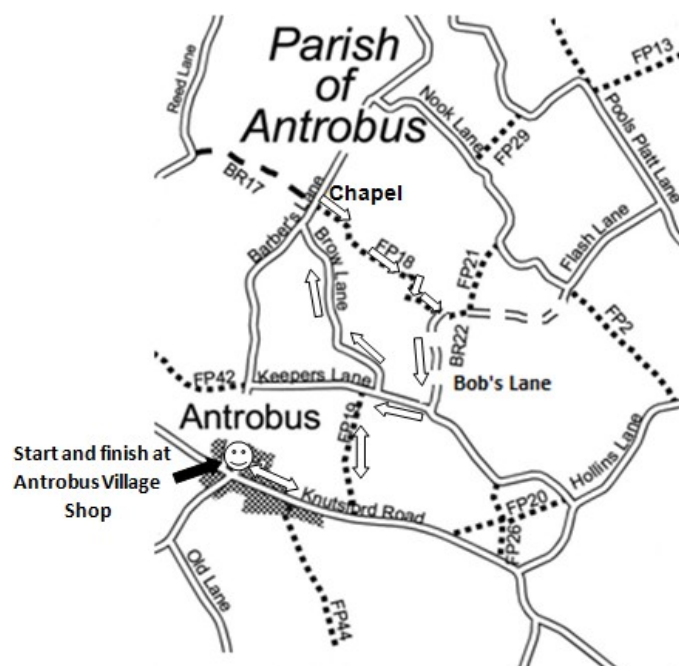 Parish
of
Antrobus
Reed Lane
FP13
Nook Lane
FP29
Pools Platt Lane
BR17
Chapel
Barber's Lane
Brow Lane
FP18
FP21
Flash Lane
FP2
BR22
FP42
Keepers Lane
Bob's Lane
Antrobus
FP19
Start and finish at
Antrobus Village
Shop
Hollins Lane
Knutsford Road
FP20
FP26
Old Lane
FP44